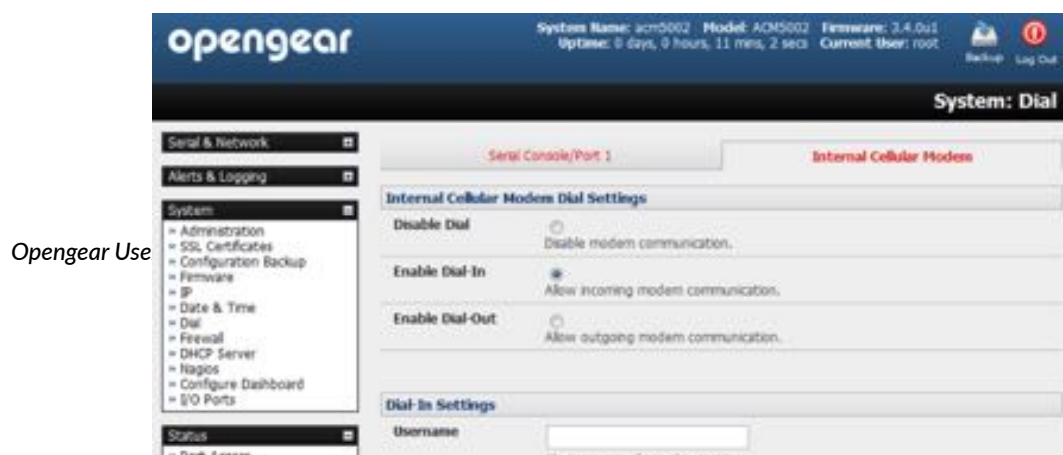 opengear
System Name: acm5002 Model: ACM5002 Firmware: 3.4.0u1
Uptime: 0 days, 0 hours, 11 mins, 2 secs Current User: root
Backup Log Out
System: Dial
Serial & Network
Alerts & Logging
System
Administration
SSL Certificates
Configuration Backup
Firmware
IP
Date & Time
Dial
Firewall
DHCP Server
Nagios
Configure Dashboard
I/O Ports
Status
Opengear Use
Serial Console/Port 1
Internal Cellular Modem
Internal Cellular Modem Dial Settings
Disable Dial
Disable modem communication.
Enable Dial-In
Allow incoming modem communication.
Enable Dial-Out
Allow outgoing modem communication.
Dial-In Settings
Username